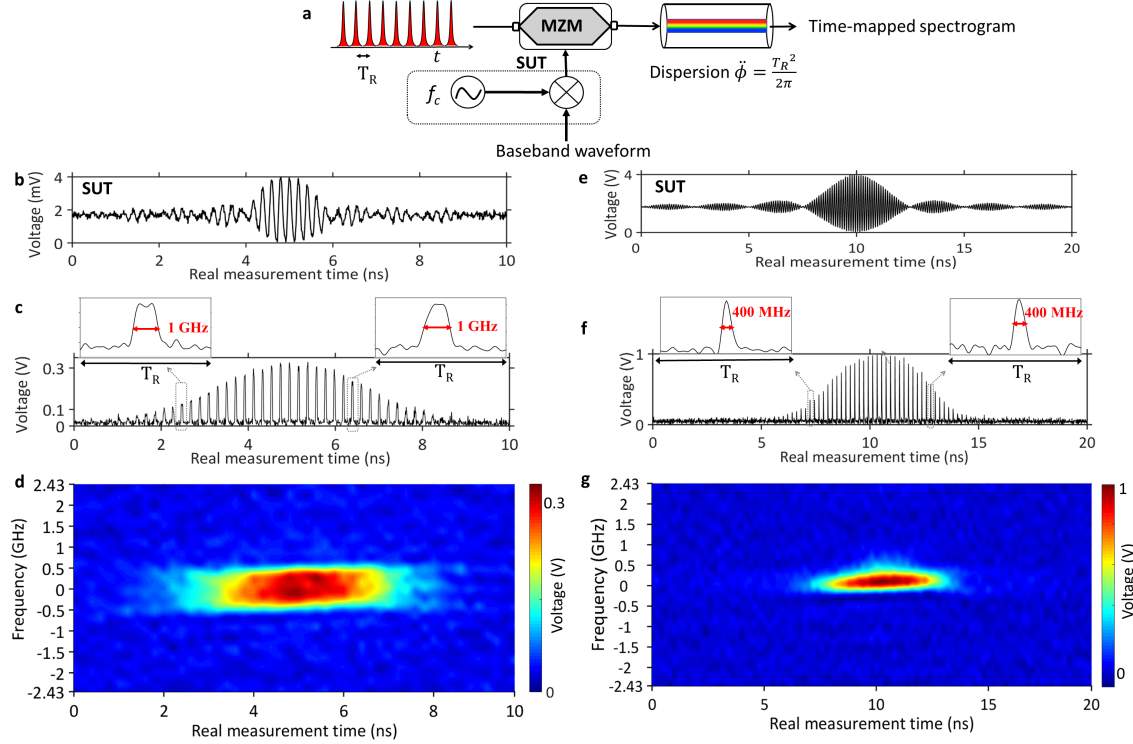 a
MZM
Time-mapped spectrogram
t
T_R
SUT
Dispersion ϕ̈ = T_R²/2π
f_c
Baseband waveform
b
SUT
Voltage (mV)
4
2
0
0 2 4 6 8 10
Real measurement time (ns)
e
SUT
Voltage (V)
4
0
0 5 10 15 20
Real measurement time (ns)
c
1 GHz
1 GHz
T_R
T_R
Voltage (V)
0.3
0.1
0
0 2 4 6 8 10
Real measurement time (ns)
f
400 MHz
400 MHz
T_R
T_R
Voltage (V)
1
0
0 5 10 15 20
Real measurement time (ns)
d
Frequency (GHz)
2.43
2
1.5
1
0.5
0
-0.5
-1
-1.5
-2
-2.43
0 2 4 6 8 10
Real measurement time (ns)
0.3
0
Voltage (V)
g
Frequency (GHz)
2.43
2
1.5
1
0.5
0
-0.5
-1
-1.5
-2
-2.43
0 5 10 15 20
Real measurement time (ns)
1
0
Voltage (V)